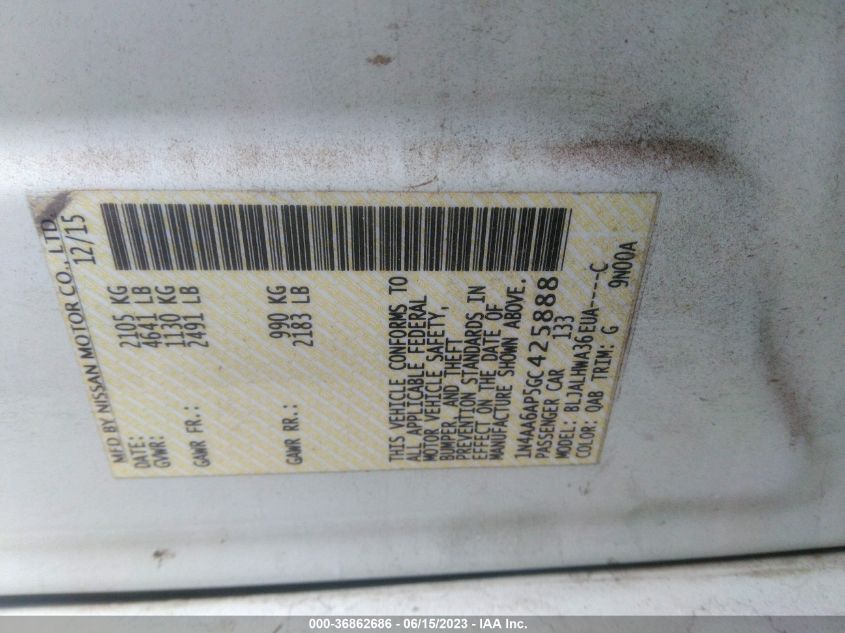 MFD BY NISSAN MOTOR CO., LTD.
DATE: 12/15
GVWR: 2105 KG
4641 LB
GAWR FR.: 1130 KG
2491 LB
GAWR RR.: 990 KG
2183 LB
THIS VEHICLE CONFORMS TO
ALL APPLICABLE FEDERAL
MOTOR VEHICLE SAFETY,
BUMPER, AND THEFT
PREVENTION STANDARDS IN
EFFECT ON THE DATE OF
MANUFACTURE SHOWN ABOVE.
1N4AA6AP5GC425888
PASSENGER CAR 133
MODEL: BLJALHWA36EUA-----C
COLOR: QAB TRIM: G 9N00A
000-36862686 - 06/15/2023 - IAA Inc.